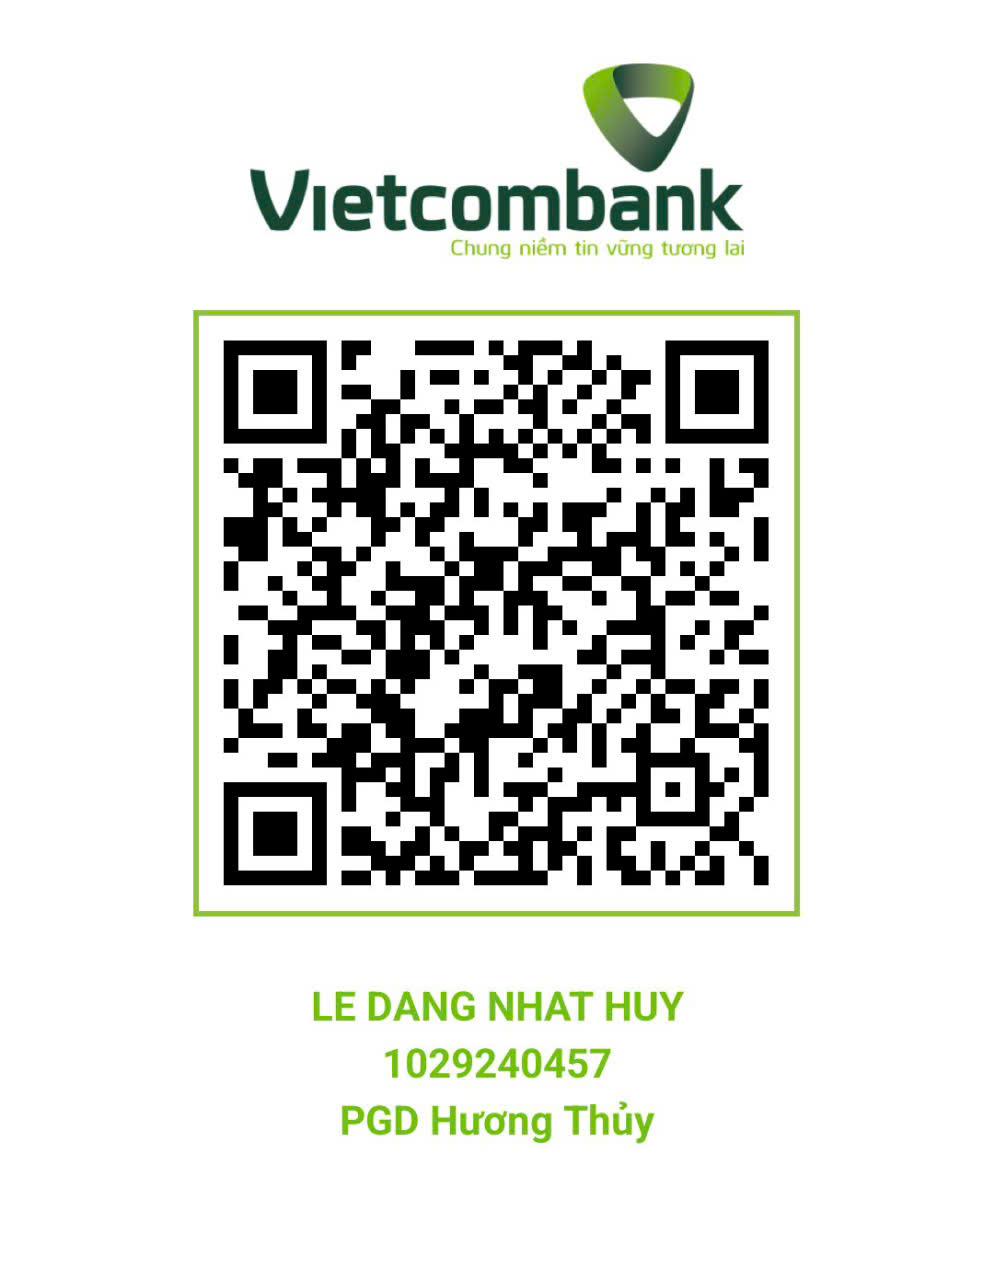 Vietcombank
Chung niềm tin vững tương lai
LE DANG NHAT HUY
1029240457
PGD Hương Thủy